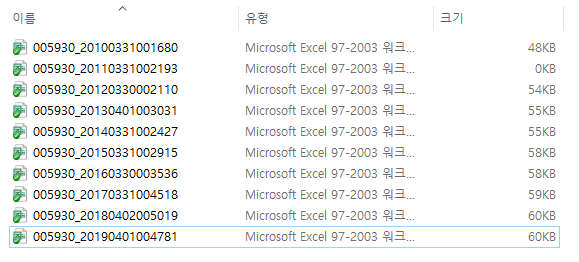 이름 유형 크기
005930_20100331001680 Microsoft Excel 97-2003 워크... 48KB
005930_20110331002193 Microsoft Excel 97-2003 워크... 0KB
005930_20120330002110 Microsoft Excel 97-2003 워크... 54KB
005930_20130401003031 Microsoft Excel 97-2003 워크... 55KB
005930_20140331002427 Microsoft Excel 97-2003 워크... 55KB
005930_20150331002915 Microsoft Excel 97-2003 워크... 58KB
005930_20160330003536 Microsoft Excel 97-2003 워크... 58KB
005930_20170331004518 Microsoft Excel 97-2003 워크... 59KB
005930_20180402005019 Microsoft Excel 97-2003 워크... 60KB
005930_20190401004781 Microsoft Excel 97-2003 워크... 60KB